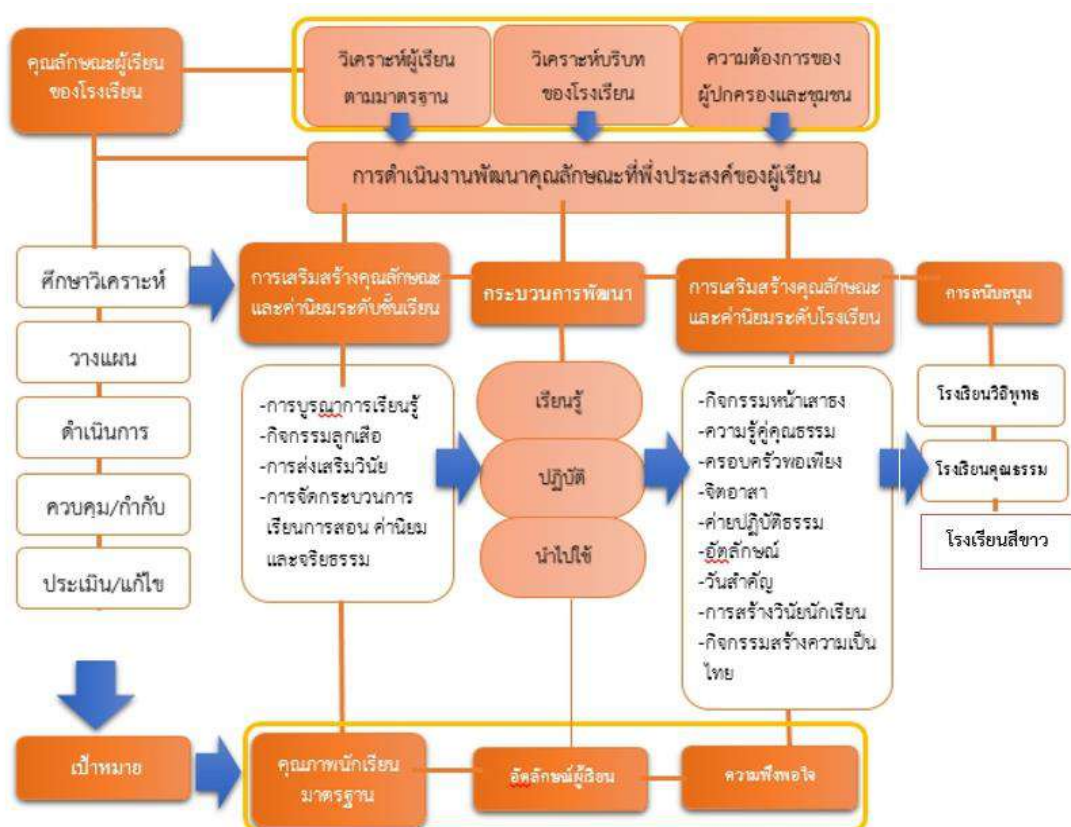 คุณลักษณะผู้เรียน
ของโรงเรียน
วิเคราะห์ผู้เรียน
ตามมาตรฐาน
วิเคราะห์บริบท
ของโรงเรียน
ความต้องการของ
ผู้ปกครองและชุมชน
การดำเนินงานพัฒนาคุณลักษณะที่พึ่งประสงค์ของผู้เรียน
ศึกษาวิเคราะห์
วางแผน
ดำเนินการ
ควบคุม/กำกับ
ประเมิน/แก้ไข
การเสริมสร้างคุณลักษณะ
และค่านิยมระดับชั้นเรียน
กระบวนการพัฒนา
การเสริมสร้างคุณลักษณะ
และค่านิยมระดับโรงเรียน
การสนับสนุน
-การบูรณาการเรียนรู้
-กิจกรรมลูกเสือ
-การส่งเสริมวินัย
-การจัดกระบวนการ
เรียนการสอน ค่านิยม
และจริยธรรม
เรียนรู้
ปฏิบัติ
นำไปใช้
-กิจกรรมหน้าเสาธง
-ความรู้คู่คุณธรรม
-ครอบครัวพอเพียง
-จิตอาสา
-ค่ายปฏิบัติธรรม
-อัตลักษณ์
-วันสำคัญ
-การสร้างวินัยนักเรียน
-กิจกรรมสร้างความเป็น
ไทย
โรงเรียนวิถีพุทธ
โรงเรียนคุณธรรม
โรงเรียนสีขาว
เป้าหมาย
คุณภาพนักเรียน
มาตรฐาน
อัตลักษณ์ผู้เรียน
ความพึงพอใจ